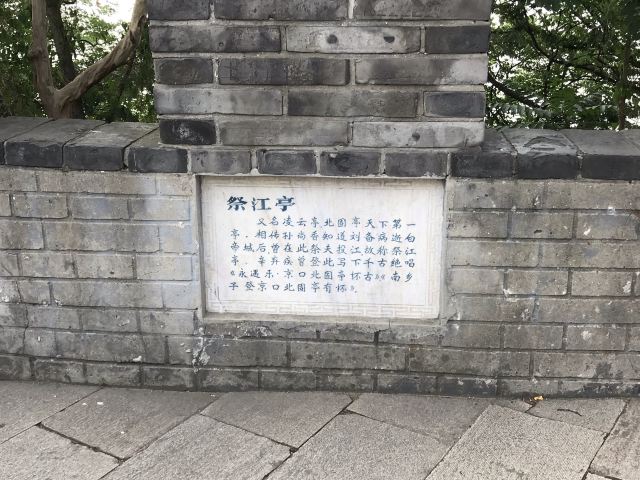 祭江亭
又名凌云亭北固亭天下第一
亭．相传孙尚香知道刘备病逝白
帝城后曾在此祭天投江故称祭江
亭．辛弃疾曾登此写下千古绝唱
《永遇乐·京口北固亭怀古》《南乡
子登京口北固亭有怀》．